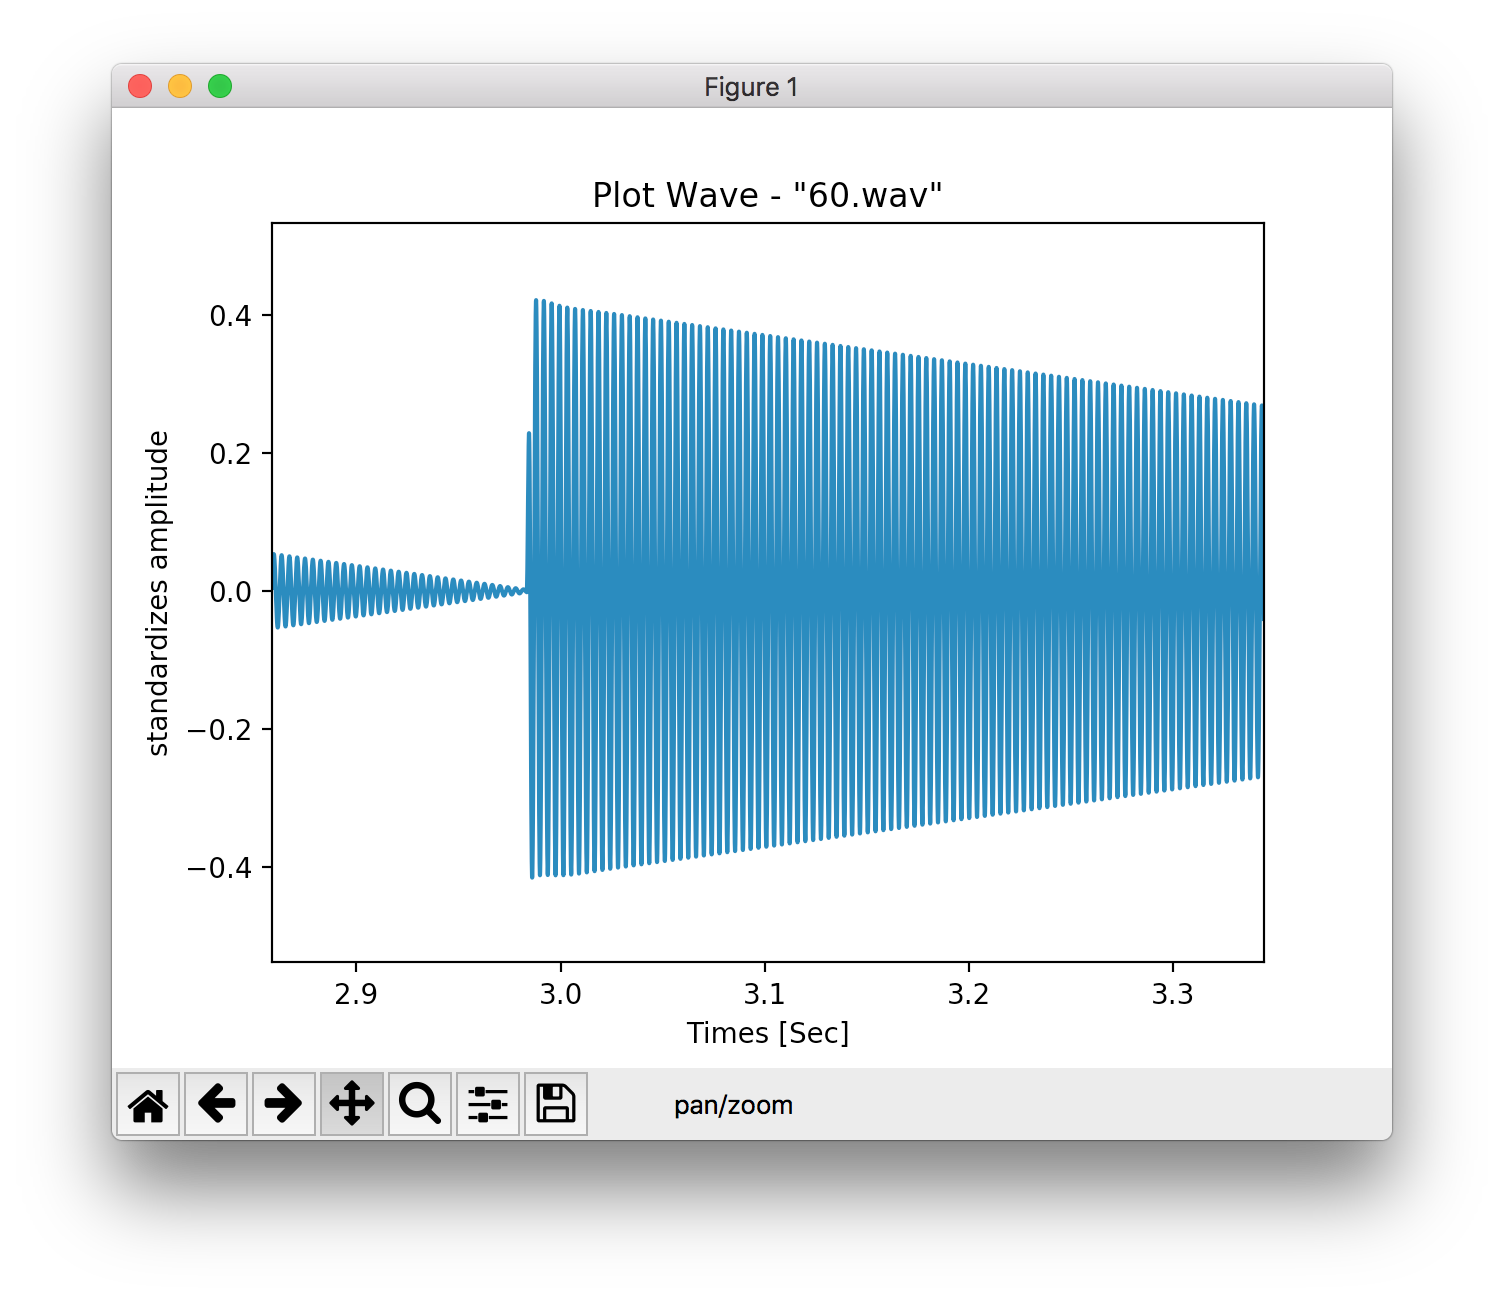 Figure 1
Plot Wave - "60.wav"
0.4
0.2
0.0
−0.2
−0.4
standardizes amplitude
2.9 3.0 3.1 3.2 3.3
Times [Sec]
pan/zoom